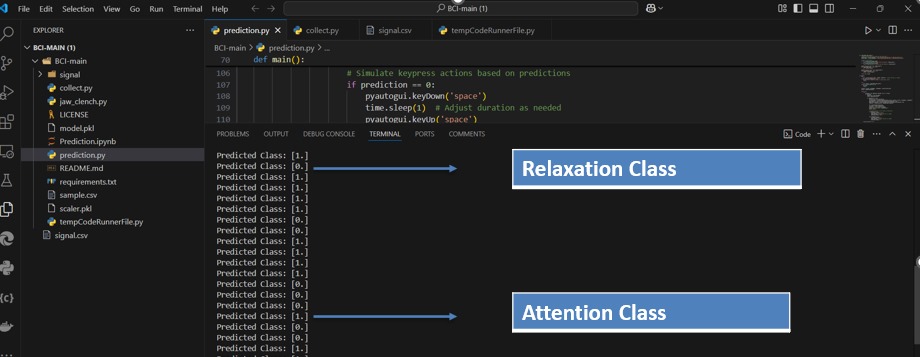 File Edit Selection View Go Run Terminal Help
BCI-main (1)
EXPLORER
BCI-MAIN (1)
BCI-main
signal
collect.py
jaw_clench.py
LICENSE
model.pkl
Prediction.ipynb
prediction.py
README.md
requirements.txt
sample.csv
scaler.pkl
tempCodeRunnerFile.py
signal.csv
prediction.py collect.py signal.csv tempCodeRunnerFile.py
BCI-main > prediction.py > ...
70 def main():
106 # Simulate keypress actions based on predictions
107 if prediction == 0:
108 pyautogui.keyDown('space')
109 time.sleep(1) # Adjust duration as needed
110 pyautogui.keyUp('space')
PROBLEMS OUTPUT DEBUG CONSOLE TERMINAL PORTS COMMENTS
Code
Predicted Class: [1.]
Predicted Class: [0.]
Predicted Class: [1.]
Predicted Class: [1.]
Predicted Class: [1.]
Predicted Class: [1.]
Predicted Class: [0.]
Predicted Class: [0.]
Predicted Class: [1.]
Predicted Class: [1.]
Predicted Class: [1.]
Predicted Class: [1.]
Predicted Class: [0.]
Predicted Class: [0.]
Predicted Class: [0.]
Predicted Class: [1.]
Predicted Class: [0.]
Predicted Class: [0.]
Predicted Class: [0.]
Predicted Class: [1.]
Relaxation Class
Attention Class